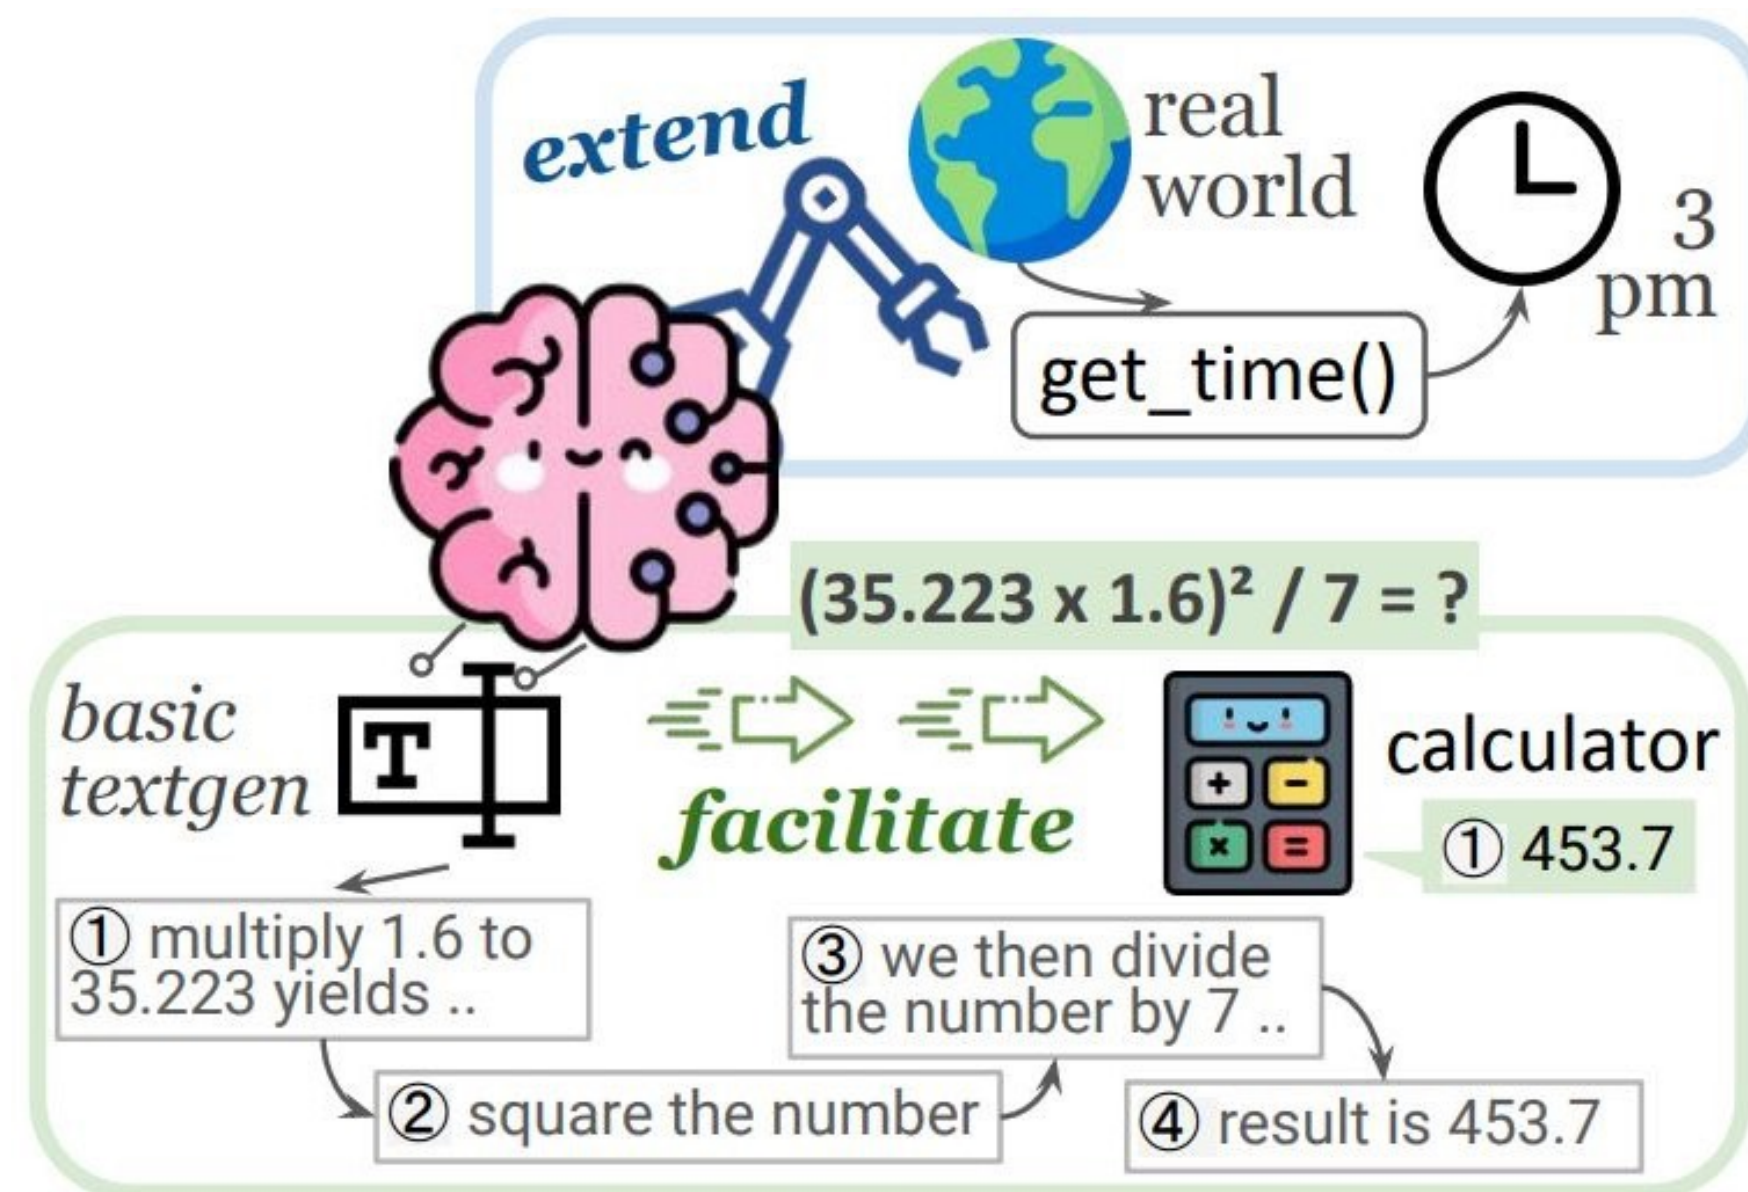 extend
real
world
3
pm
get_time()
(35.223 x 1.6)² / 7 = ?
basic
textgen
T
facilitate
+ −
× =
calculator
① 453.7
① multiply 1.6 to
35.223 yields ..
② square the number
③ we then divide
the number by 7 ..
④ result is 453.7